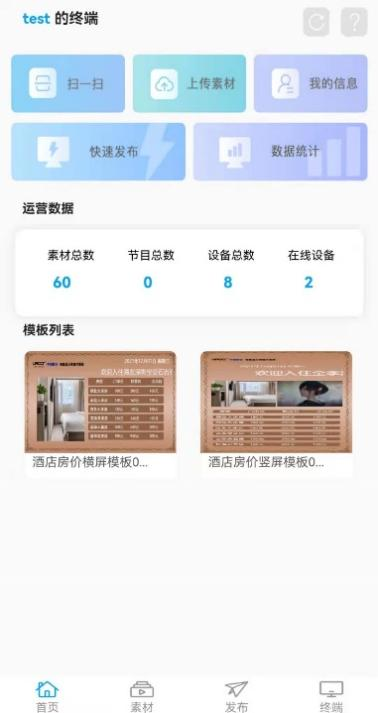 test 的终端
扫一扫
上传素材
我的信息
快速发布
数据统计
运营数据
素材总数
节目总数
设备总数
在线设备
60
0
8
2
模板列表
酒店房价横屏模板0...
酒店房价竖屏模板0...
首页
素材
发布
终端